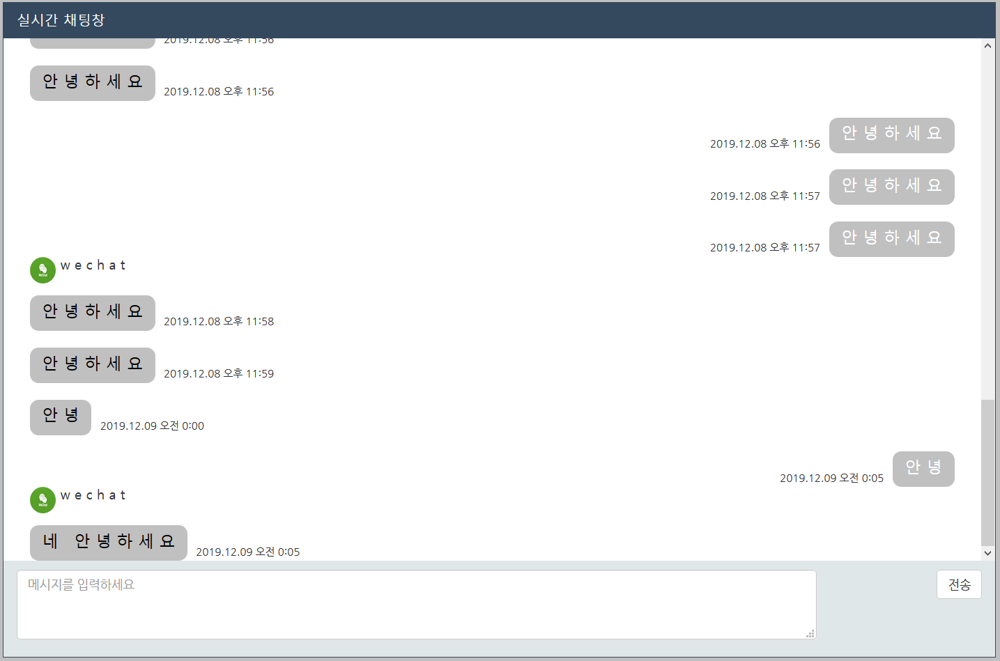 실시간 채팅창
2019.12.08 오후 11:56
안녕하세요
2019.12.08 오후 11:56
안녕하세요
2019.12.08 오후 11:56
안녕하세요
2019.12.08 오후 11:57
안녕하세요
2019.12.08 오후 11:57
wechat
안녕하세요
2019.12.08 오후 11:58
안녕하세요
2019.12.08 오후 11:59
안녕
2019.12.09 오전 0:00
안녕
2019.12.09 오전 0:05
wechat
네 안녕하세요
2019.12.09 오전 0:05
메시지를 입력하세요
전송